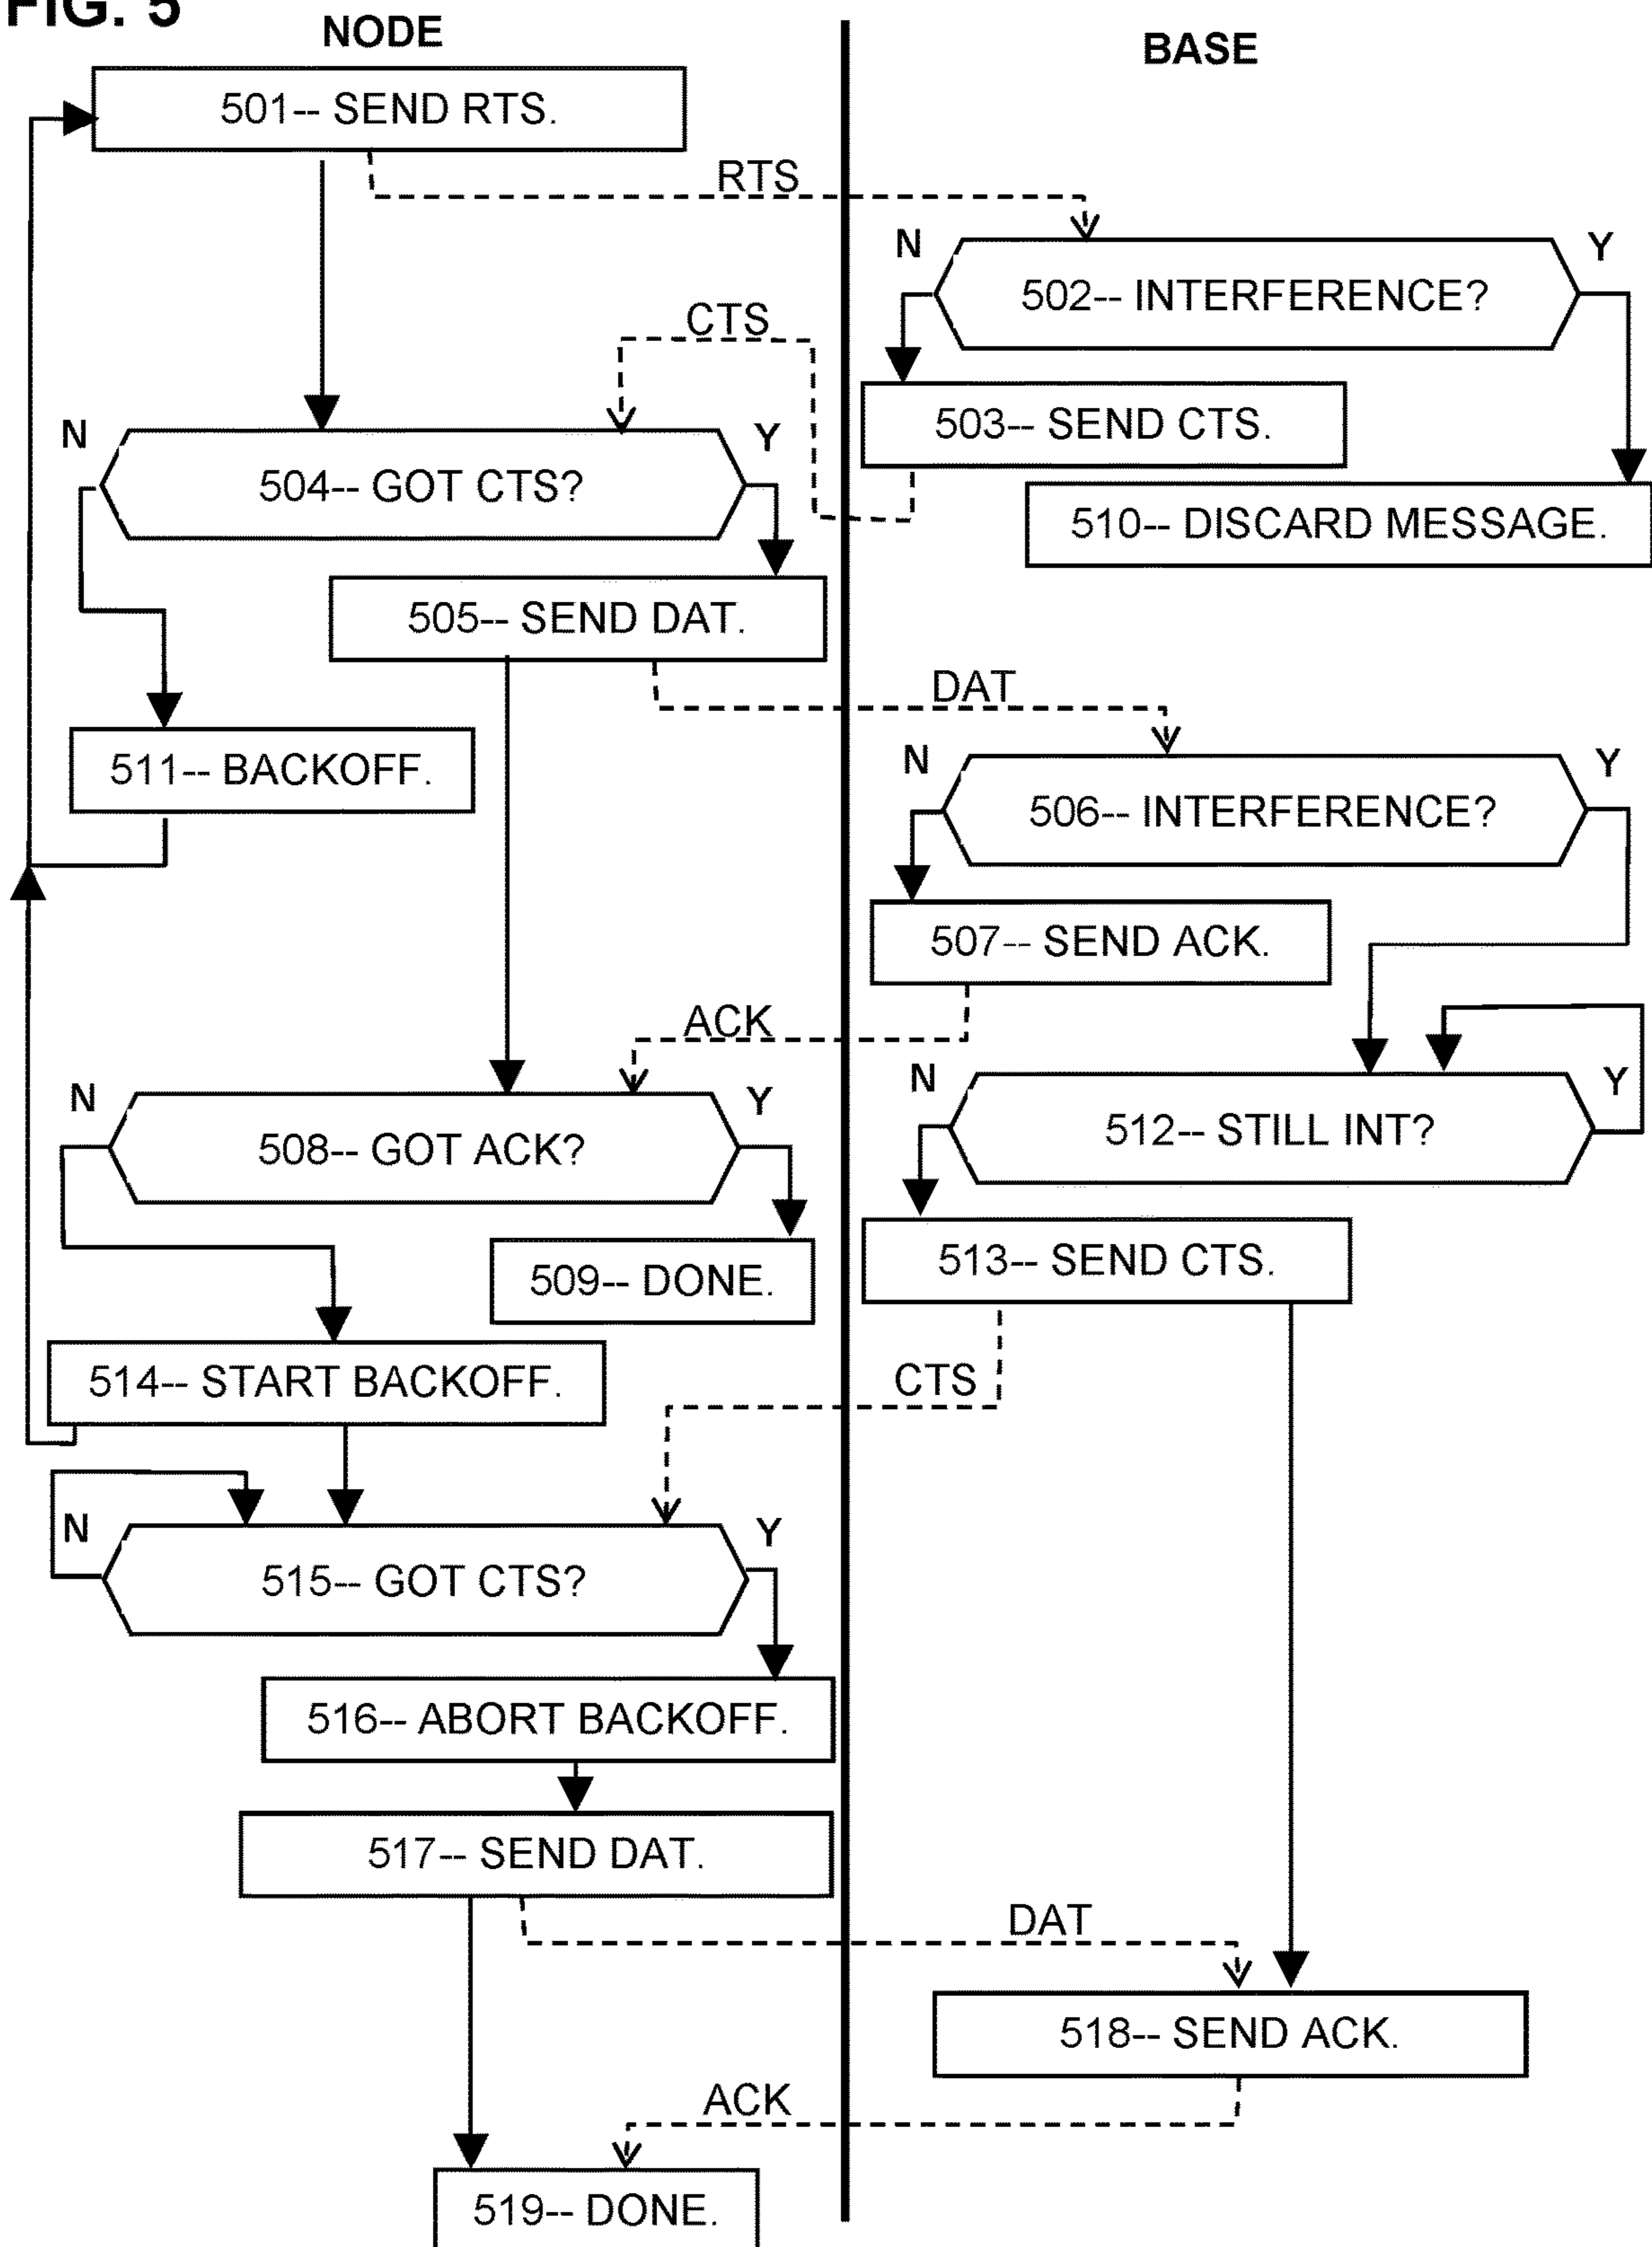 FIG. 5
NODE
BASE
501-- SEND RTS.
RTS
N
Y
502-- INTERFERENCE?
CTS
503-- SEND CTS.
N
Y
504-- GOT CTS?
510-- DISCARD MESSAGE.
505-- SEND DAT.
DAT
511-- BACKOFF.
N
Y
506-- INTERFERENCE?
507-- SEND ACK.
ACK
N
Y
508-- GOT ACK?
N
Y
512-- STILL INT?
509-- DONE.
513-- SEND CTS.
514-- START BACKOFF.
CTS
N
Y
515-- GOT CTS?
516-- ABORT BACKOFF.
517-- SEND DAT.
DAT
518-- SEND ACK.
ACK
519-- DONE.